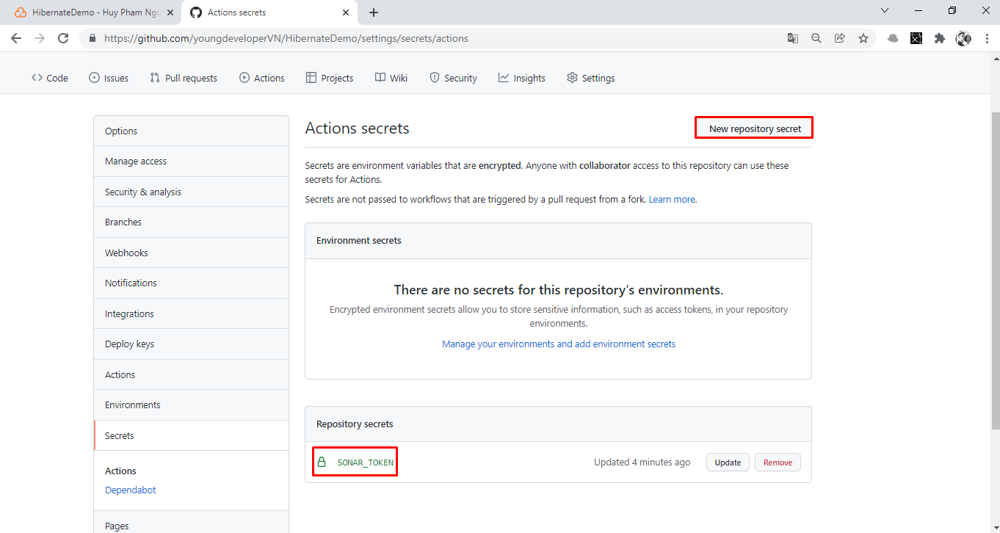 HibernateDemo - Huy Pham Ngo
Actions secrets
https://github.com/youngdeveloperVN/HibernateDemo/settings/secrets/actions
Code
Issues
Pull requests
Actions
Projects
Wiki
Security
Insights
Settings
Options
Manage access
Security & analysis
Branches
Webhooks
Notifications
Integrations
Deploy keys
Actions
Environments
Secrets
Actions
Dependabot
Pages
Actions secrets
New repository secret
Secrets are environment variables that are encrypted. Anyone with collaborator access to this repository can use these
secrets for Actions.
Secrets are not passed to workflows that are triggered by a pull request from a fork. Learn more.
Environment secrets
There are no secrets for this repository's environments.
Encrypted environment secrets allow you to store sensitive information, such as access tokens, in your repository
environments.
Manage your environments and add environment secrets
Repository secrets
SONAR_TOKEN
Updated 4 minutes ago
Update
Remove